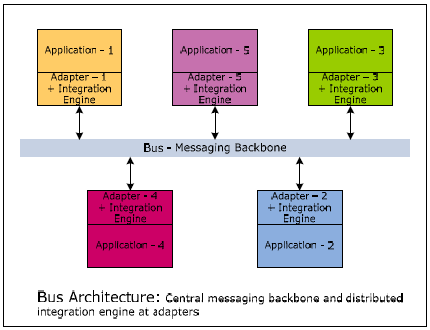 Application - 1
Adapter - 1
+ Integration
Engine
Application - 5
Adapter - 5
+ Integration
Engine
Application - 3
Adapter - 3
+ Integration
Engine
Bus - Messaging Backbone
Adapter - 4
+ Integration
Engine
Application - 4
Adapter - 2
+ Integration
Engine
Application - 2
Bus Architecture: Central messaging backbone and distributed
integration engine at adapters